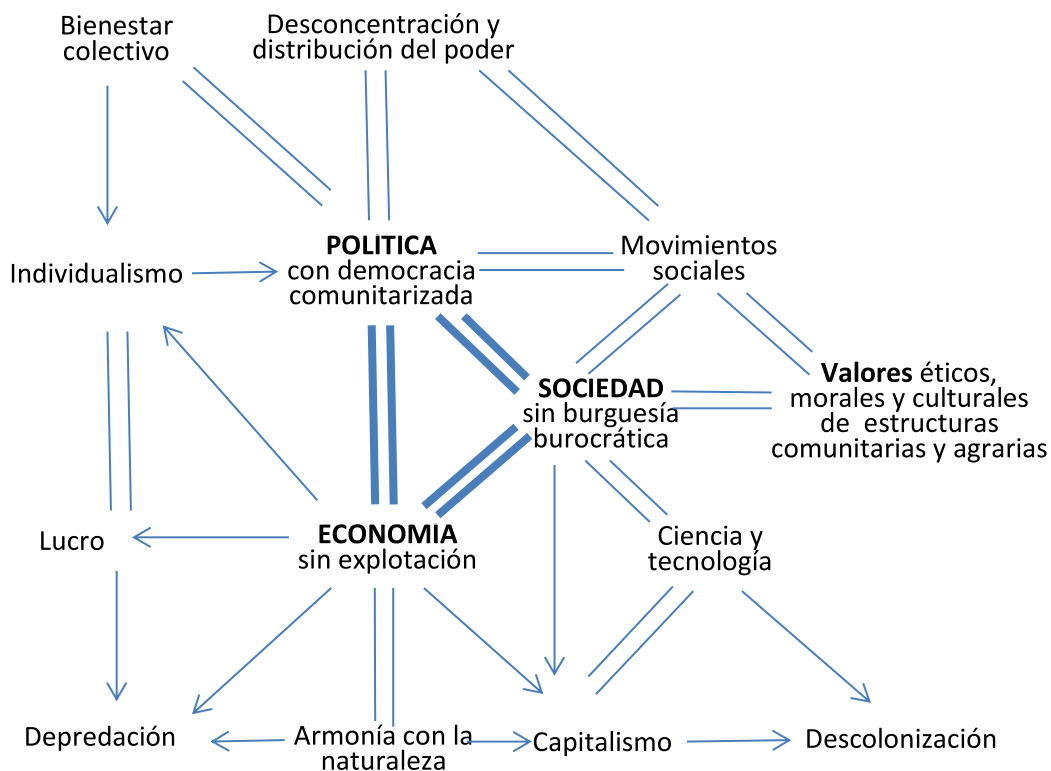 Bienestar
colectivo
Desconcentración y
distribución del poder
POLITICA
con democracia
comunitarizada
Movimientos
sociales
Individualismo
SOCIEDAD
sin burguesía
burocrática
Valores éticos,
morales y culturales
de estructuras
comunitarias y agrarias
Lucro
ECONOMIA
sin explotación
Ciencia y
tecnología
Depredación
Armonía con la
naturaleza
Capitalismo
Descolonización